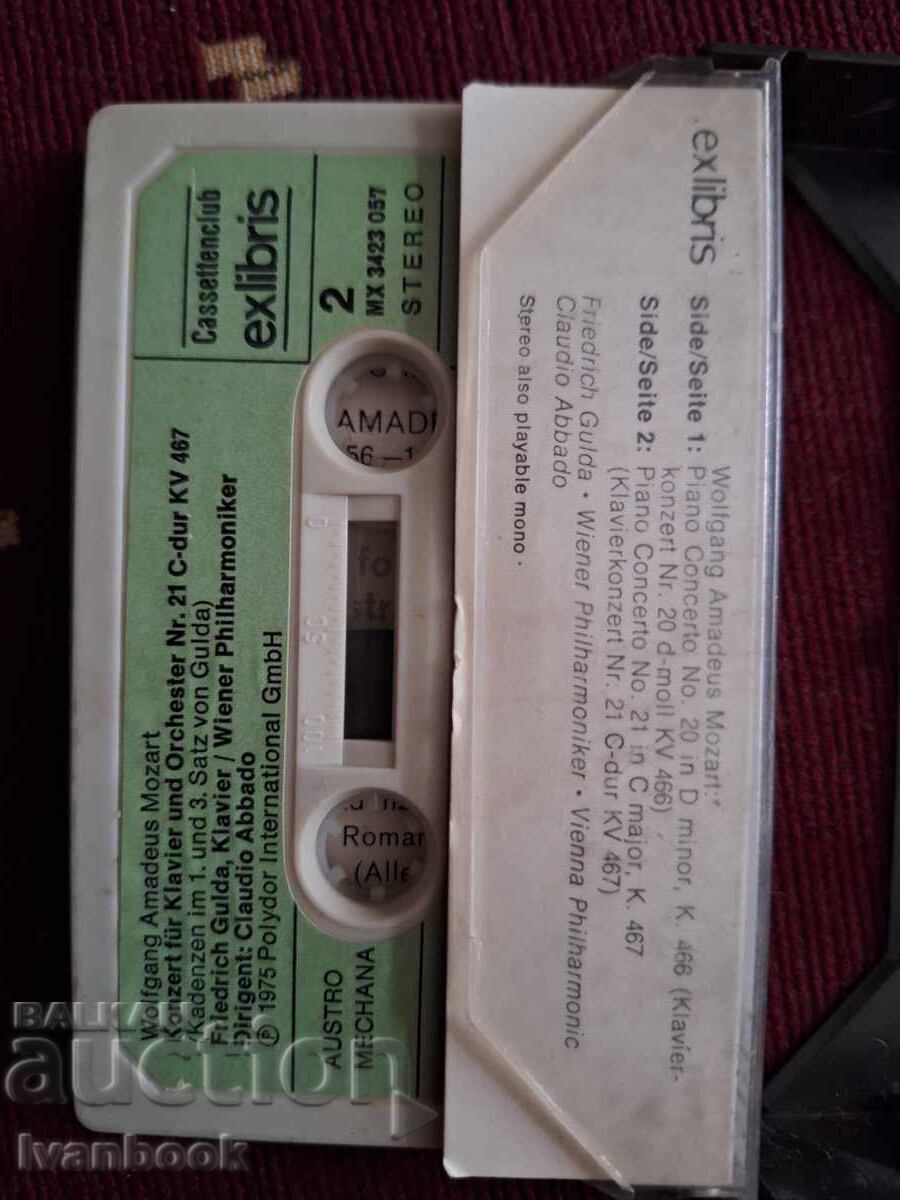 Cassettenclub
exlibris
2
MX 3423 057
STEREO
Wolfgang Amadeus Mozart
Konzert für Klavier und Orchester Nr. 21 C-dur KV 467
(Kadenzen im 1. und 3. Satz von Gulda)
Friedrich Gulda, Klavier / Wiener Philharmoniker
Dirigent: Claudio Abbado
Ⓟ 1975 Polydor International GmbH
AUSTRO
MECHANA
AMAD
56 – 1
0 50 100
fo
Roman
(Alle
exlibris
Wolfgang Amadeus Mozart:
Side/Seite 1: Piano Concerto No. 20 in D minor, K. 466 (Klavier-
konzert Nr. 20 d-moll KV 466)
Side/Seite 2: Piano Concerto No. 21 in C major, K. 467
(Klavierkonzert Nr. 21 C-dur KV 467)
Friedrich Gulda · Wiener Philharmoniker · Vienna Philharmonic
Claudio Abbado
Stereo also playable mono ·
BALKAN
auction
Ivanbook